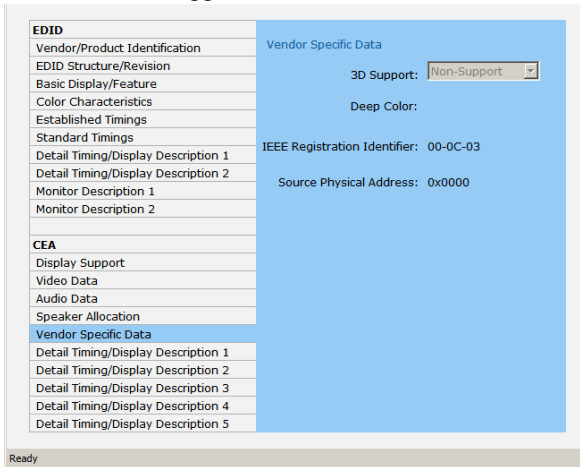 EDID
Vendor/Product Identification
EDID Structure/Revision
Basic Display/Feature
Color Characteristics
Established Timings
Standard Timings
Detail Timing/Display Description 1
Detail Timing/Display Description 2
Monitor Description 1
Monitor Description 2
CEA
Display Support
Video Data
Audio Data
Speaker Allocation
Vendor Specific Data
Detail Timing/Display Description 1
Detail Timing/Display Description 2
Detail Timing/Display Description 3
Detail Timing/Display Description 4
Detail Timing/Display Description 5
Vendor Specific Data
3D Support: Non-Support
Deep Color:
IEEE Registration Identifier: 00-0C-03
Source Physical Address: 0x0000
Ready